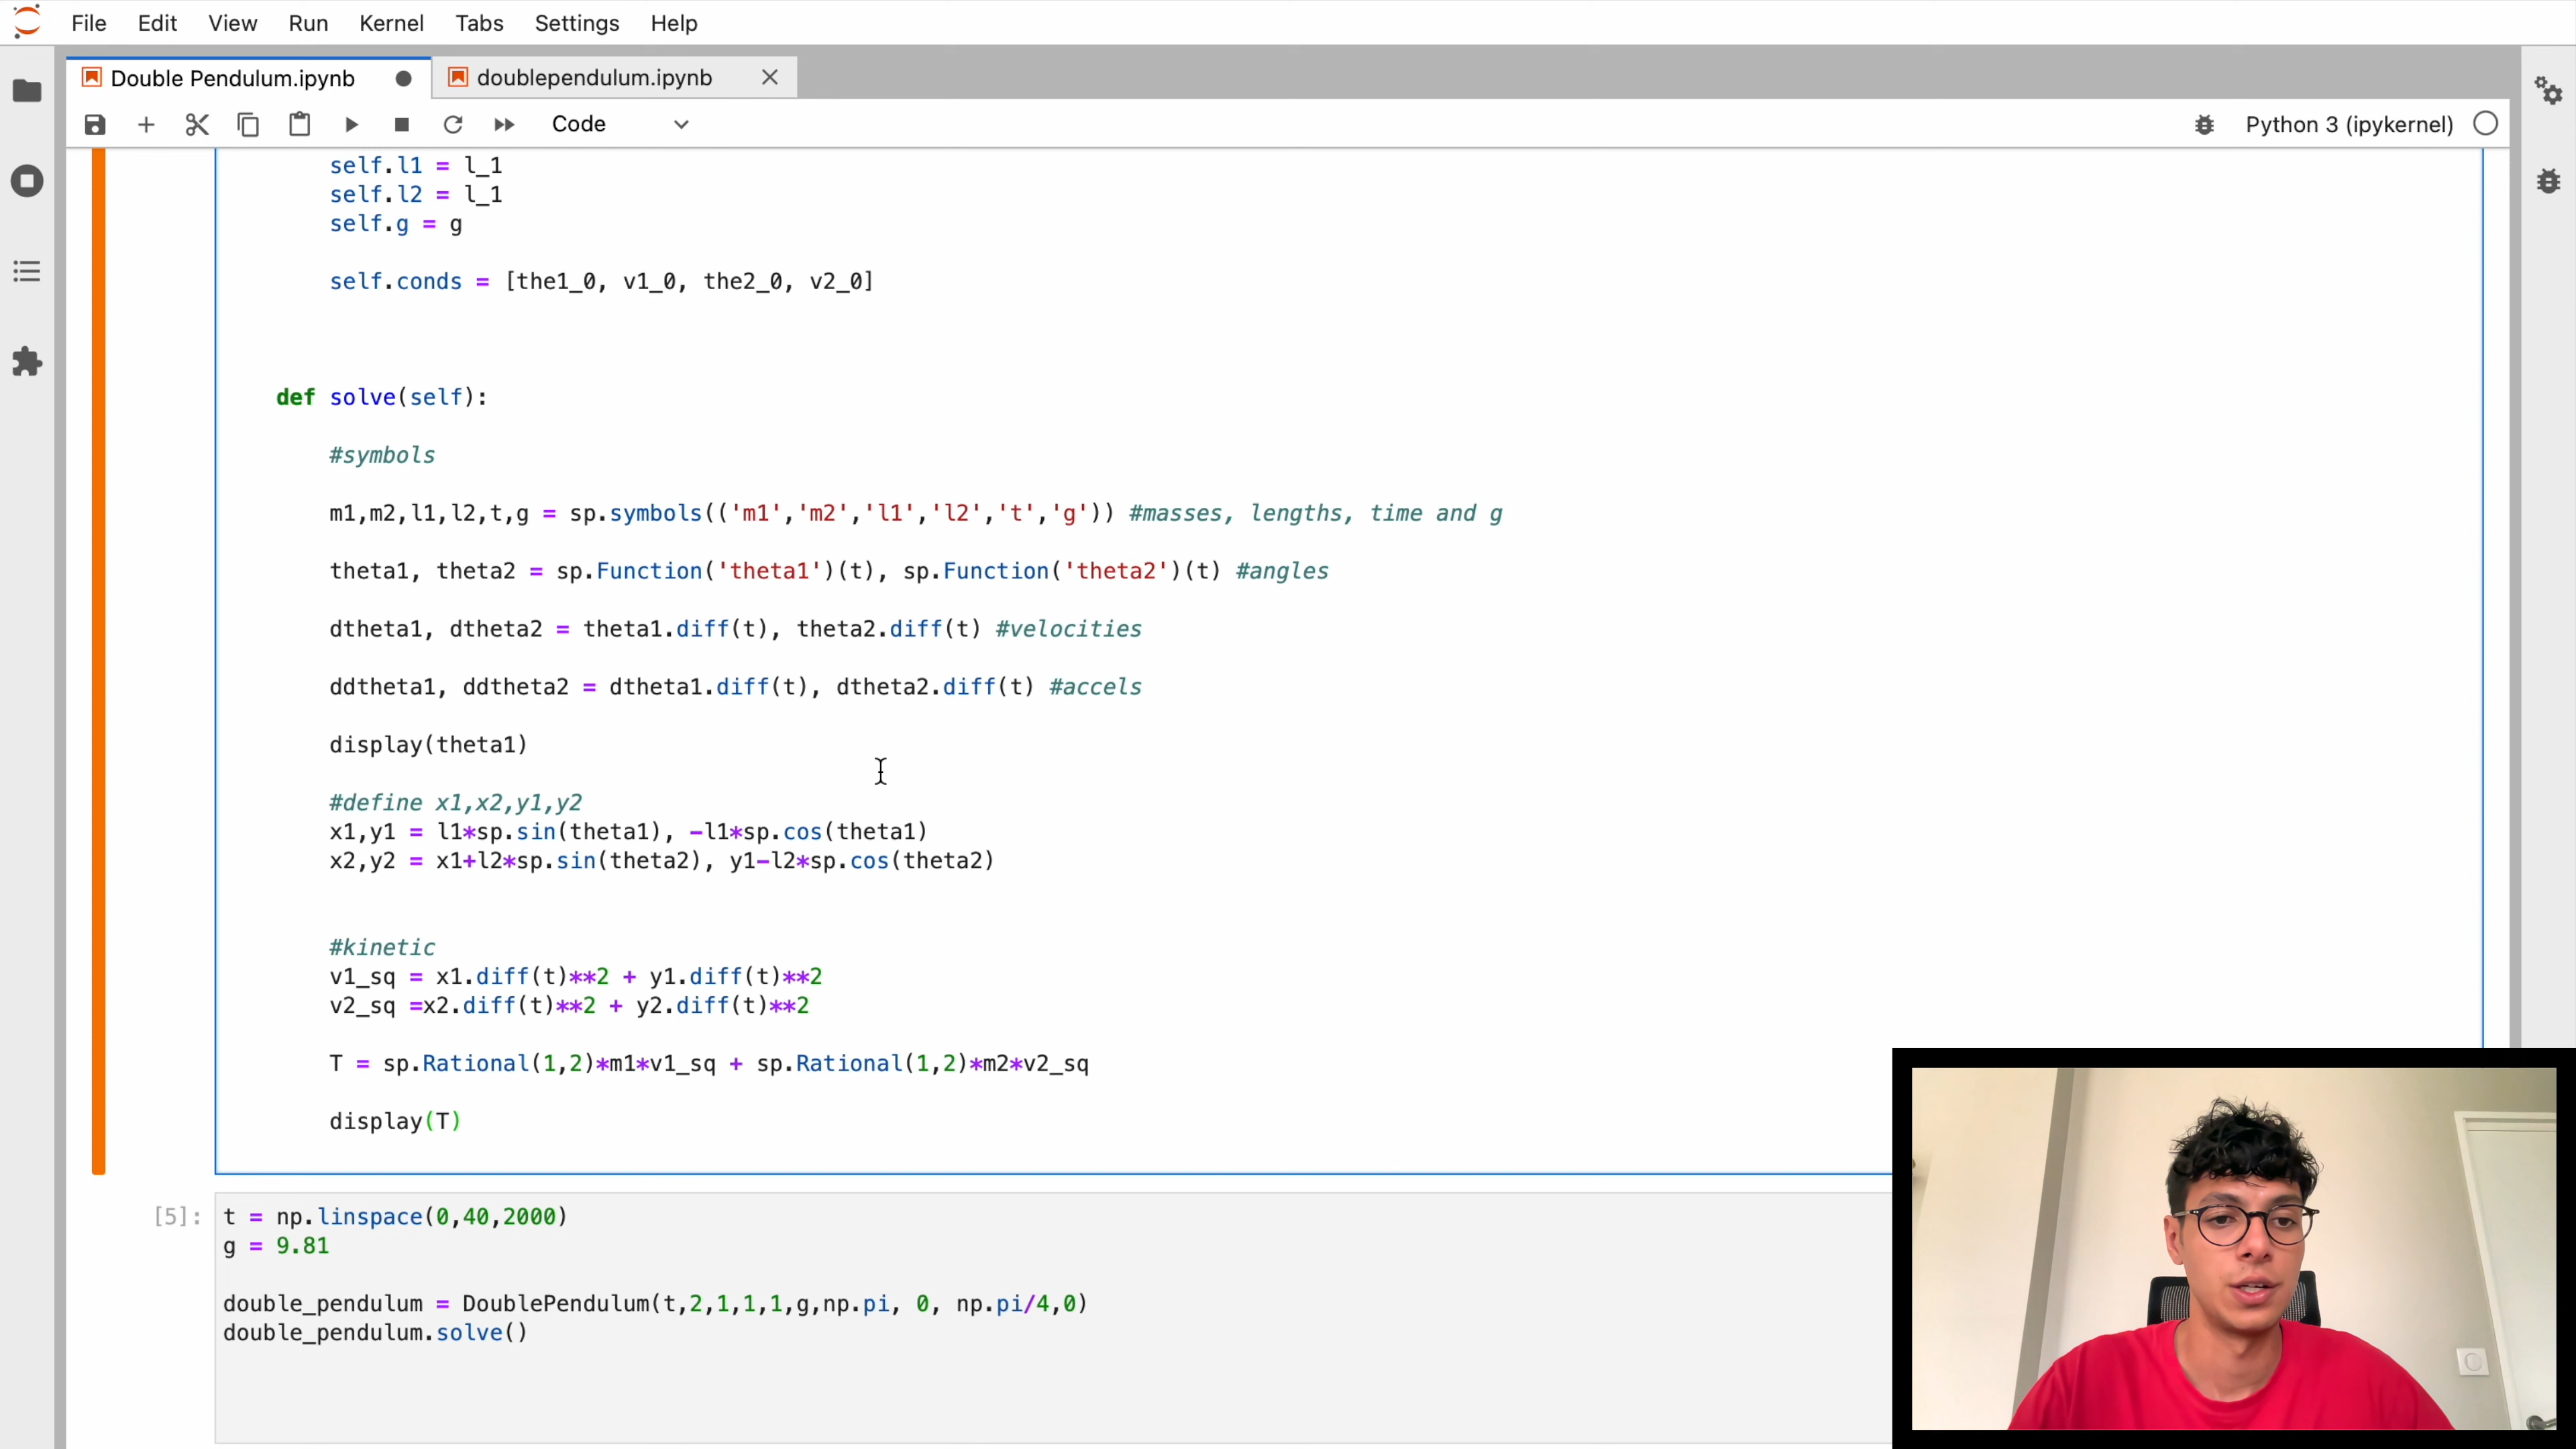 File Edit View Run Kernel Tabs Settings Help
Double Pendulum.ipynb
doublependulum.ipynb
Code
Python 3 (ipykernel)
self.l1 = l_1
self.l2 = l_1
self.g = g
self.conds = [the1_0, v1_0, the2_0, v2_0]
def solve(self):
#symbols
m1,m2,l1,l2,t,g = sp.symbols(('m1','m2','l1','l2','t','g')) #masses, lengths, time and g
theta1, theta2 = sp.Function('theta1')(t), sp.Function('theta2')(t) #angles
dtheta1, dtheta2 = theta1.diff(t), theta2.diff(t) #velocities
ddtheta1, ddtheta2 = dtheta1.diff(t), dtheta2.diff(t) #accels
display(theta1)
#define x1,x2,y1,y2
x1,y1 = l1*sp.sin(theta1), -l1*sp.cos(theta1)
x2,y2 = x1+l2*sp.sin(theta2), y1-l2*sp.cos(theta2)
#kinetic
v1_sq = x1.diff(t)**2 + y1.diff(t)**2
v2_sq =x2.diff(t)**2 + y2.diff(t)**2
T = sp.Rational(1,2)*m1*v1_sq + sp.Rational(1,2)*m2*v2_sq
display(T)
[5]: t = np.linspace(0,40,2000)
g = 9.81
double_pendulum = DoublePendulum(t,2,1,1,1,g,np.pi, 0, np.pi/4,0)
double_pendulum.solve()